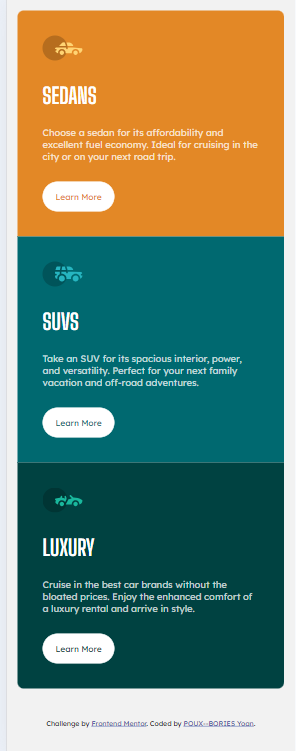 SEDANS
Choose a sedan for its affordability and
excellent fuel economy. Ideal for cruising in the
city or on your next road trip.
Learn More
SUVS
Take an SUV for its spacious interior, power,
and versatility. Perfect for your next family
vacation and off-road adventures.
Learn More
LUXURY
Cruise in the best car brands without the
bloated prices. Enjoy the enhanced comfort of
a luxury rental and arrive in style.
Learn More
Challenge by Frontend Mentor. Coded by POUX--BORIES Yoan.